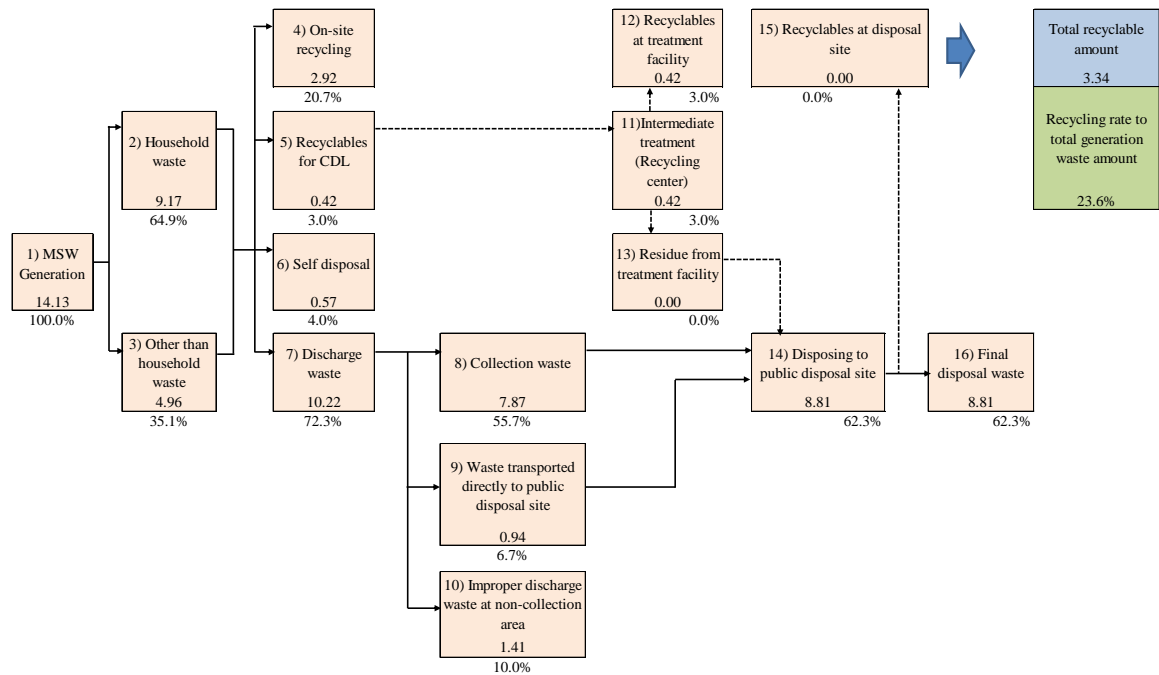 4) On-site
recycling
2.92
20.7%
12) Recyclables
at treatment
facility
0.42
3.0%
15) Recyclables at disposal
site
0.00
0.0%
Total recyclable
amount
3.34
Recycling rate to
total generation
waste amount
23.6%
2) Household
waste
9.17
64.9%
5) Recyclables
for CDL
0.42
3.0%
11)Intermediate
treatment
(Recycling
center)
0.42
3.0%
1) MSW
Generation
14.13
100.0%
6) Self disposal
0.57
4.0%
13) Residue from
treatment facility
0.00
0.0%
3) Other than
household
waste
4.96
35.1%
7) Discharge
waste
10.22
72.3%
8) Collection waste
7.87
55.7%
14) Disposing to
public disposal site
8.81
62.3%
16) Final
disposal waste
8.81
62.3%
9) Waste transported
directly to public
disposal site
0.94
6.7%
10) Improper discharge
waste at non-collection
area
1.41
10.0%